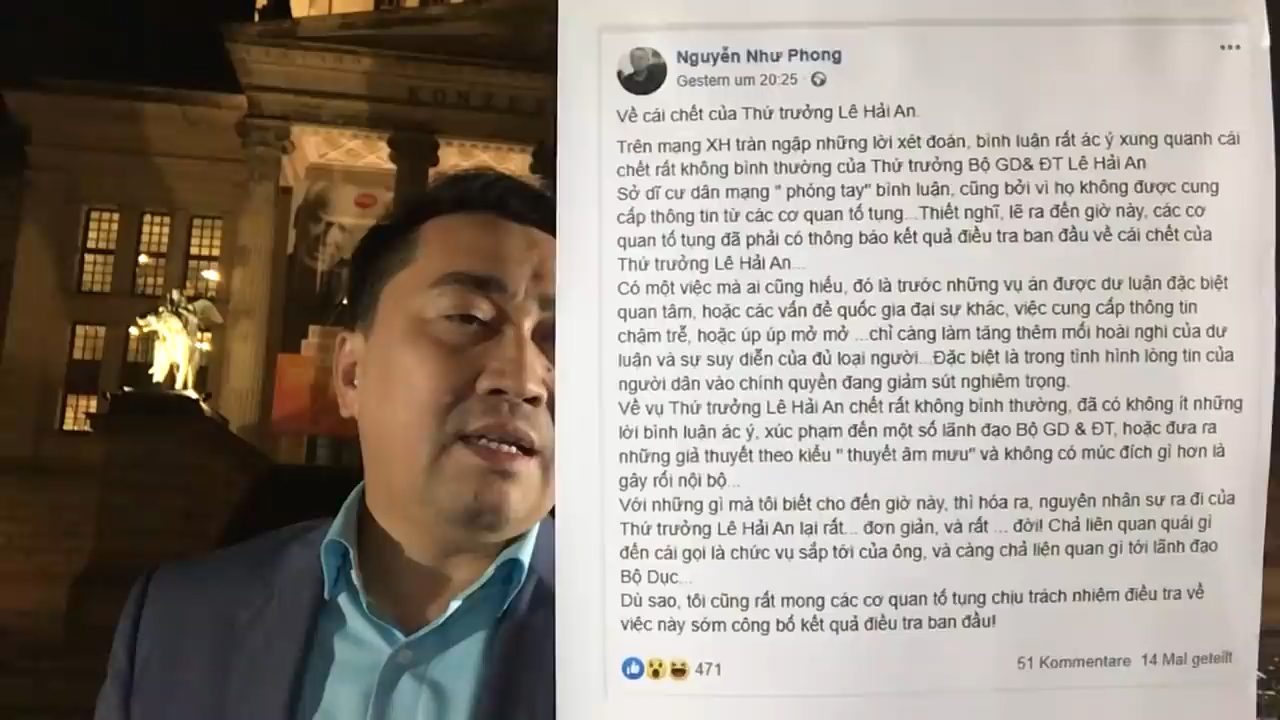 KONZE
Nguyễn Như Phong
Gestern um 20:25
Về cái chết của Thứ trưởng Lê Hải An.
Trên mạng XH tràn ngập những lời xét đoán, bình luận rất ác ý xung quanh cái
chết rất không bình thường của Thứ trưởng Bộ GD& ĐT Lê Hải An
Sở dĩ cư dân mạng " phóng tay" bình luận, cũng bởi vì họ không được cung
cấp thông tin từ các cơ quan tố tụng...Thiết nghĩ, lẽ ra đến giờ này, các cơ
quan tố tụng đã phải có thông báo kết quả điều tra ban đầu về cái chết của
Thứ trưởng Lê Hải An...
Có một việc mà ai cũng hiểu, đó là trước những vụ án được dư luận đặc biệt
quan tâm, hoặc các vấn đề quốc gia đại sự khác, việc cung cấp thông tin
chậm trễ, hoặc úp úp mở mở ...chỉ càng làm tăng thêm mối hoài nghi của dư
luận và sự suy diễn của đủ loại người...Đặc biệt là trong tình hình lòng tin của
người dân vào chính quyền đang giảm sút nghiêm trọng.
Về vụ Thứ trưởng Lê Hải An chết rất không bình thường, đã có không ít những
lời bình luận ác ý, xúc phạm đến một số lãnh đạo Bộ GD & ĐT, hoặc đưa ra
những giả thuyết theo kiểu " thuyết âm mưu" và không có múc đích gì hơn là
gây rối nội bộ...
Với những gì mà tôi biết cho đến giờ này, thì hóa ra, nguyên nhân sự ra đi của
Thứ trưởng Lê Hải An lại rất... đơn giản, và rất ... đời! Chả liên quan quái gì
đến cái gọi là chức vụ sắp tới của ông, và càng chả liên quan gì tới lãnh đạo
Bộ Dục...
Dù sao, tôi cũng rất mong các cơ quan tố tụng chịu trách nhiệm điều tra về
việc này sớm công bố kết quả điều tra ban đầu!
471
51 Kommentare 14 Mal geteilt